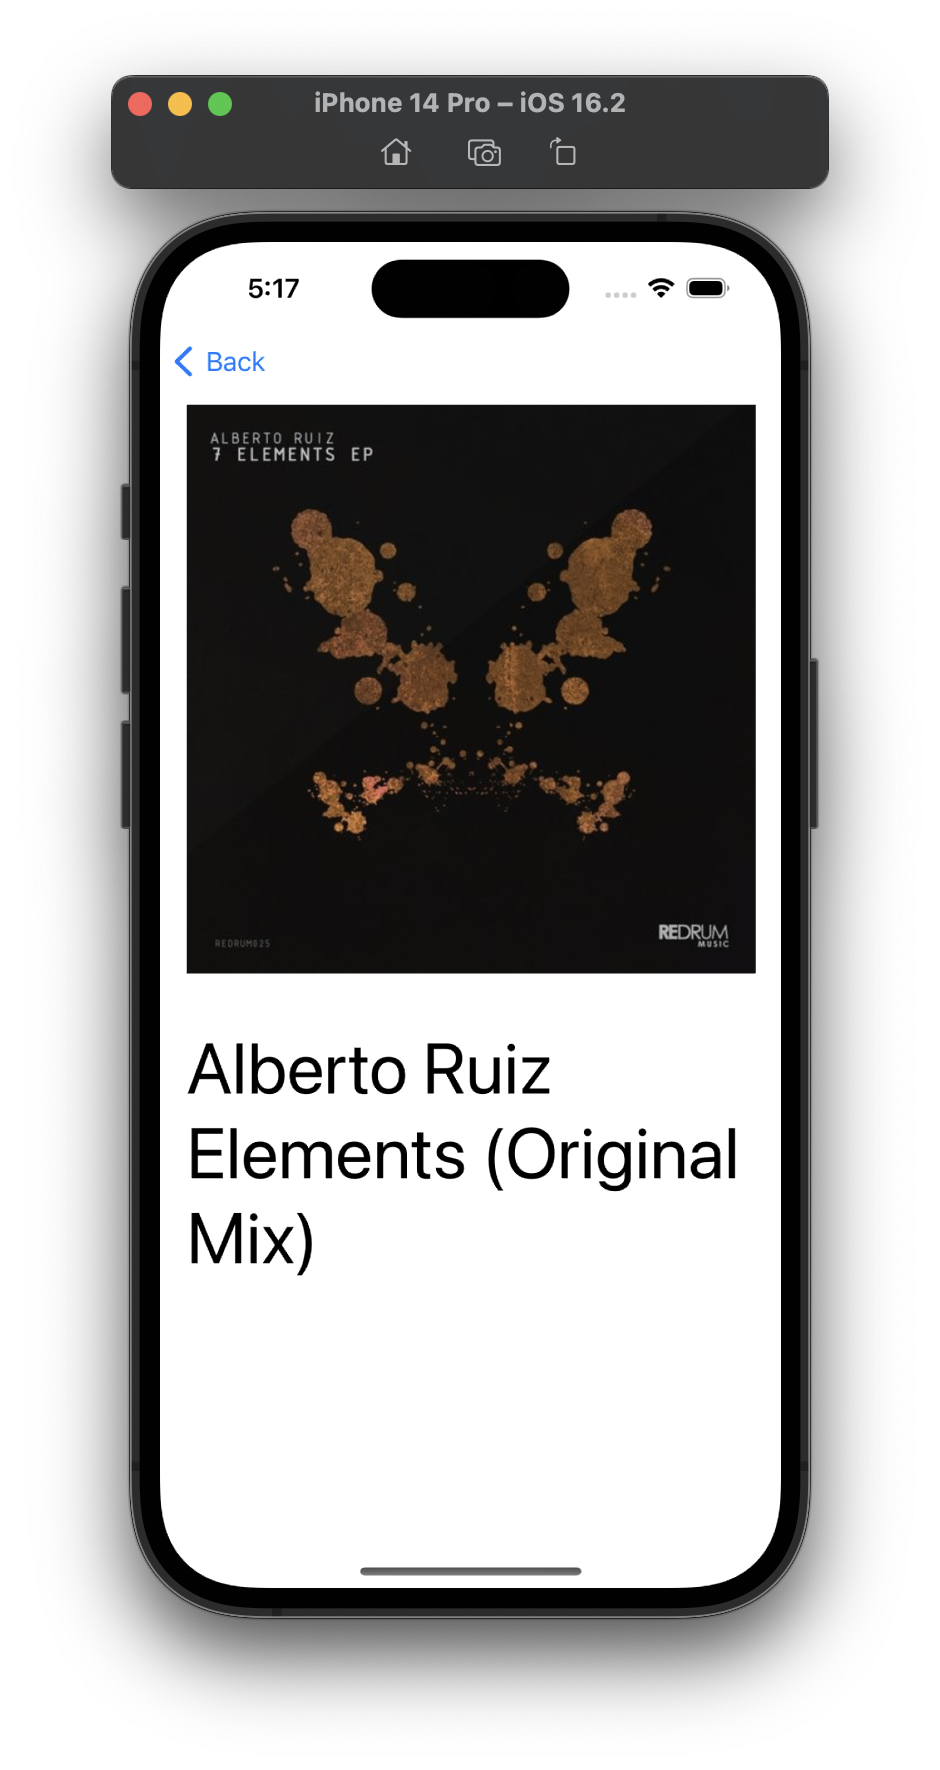 iPhone 14 Pro – iOS 16.2
5:17
Back
ALBERTO RUIZ
7 ELEMENTS EP
REDRUM025
REDRUM
MUSIC
Alberto Ruiz
Elements (Original
Mix)